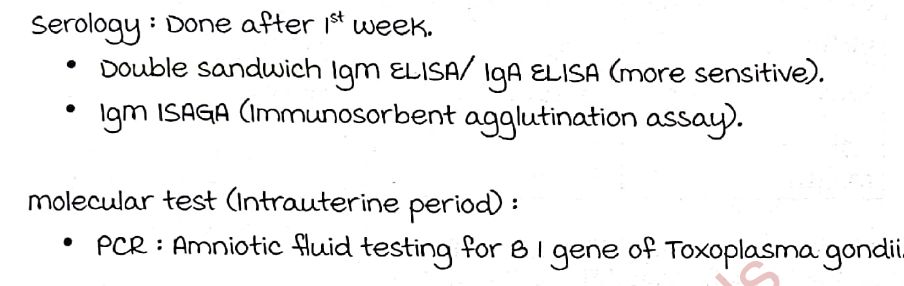 Serology : Done after 1st week.
• Double sandwich Igm ELISA/ IgA ELISA (more sensitive).
• Igm ISAGA (Immunosorbent agglutination assay).
molecular test (Intrauterine period) :
• PCR : Amniotic fluid testing for B 1 gene of Toxoplasma gondii.